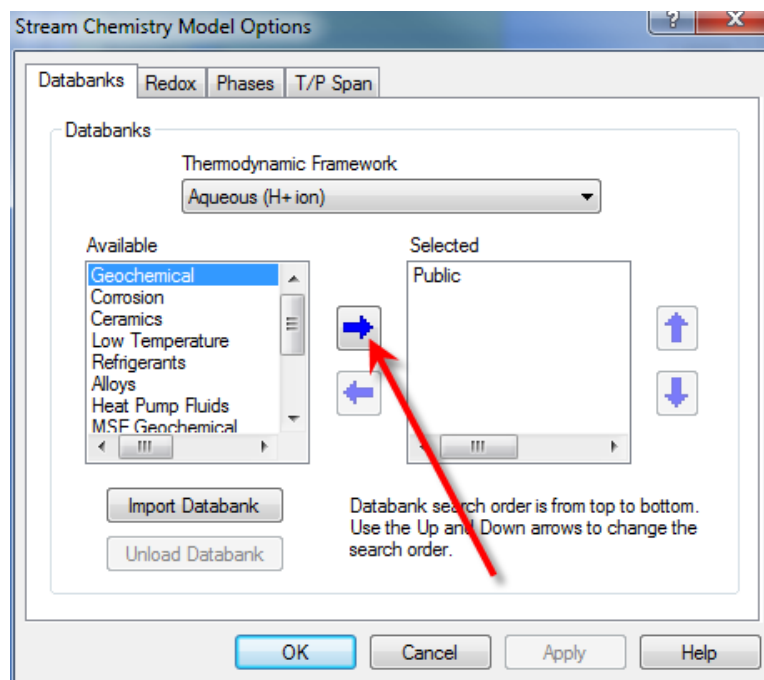 Stream Chemistry Model Options
?
X
Databanks
Redox
Phases
T/P Span
Databanks
Thermodynamic Framework
Aqueous (H+ ion)
Available
Selected
Geochemical
Public
Corrosion
Ceramics
Low Temperature
Refrigerants
Alloys
Heat Pump Fluids
MSE Geochemical
Import Databank
Unload Databank
Databank search order is from top to bottom.
Use the Up and Down arrows to change the
search order.
OK
Cancel
Apply
Help